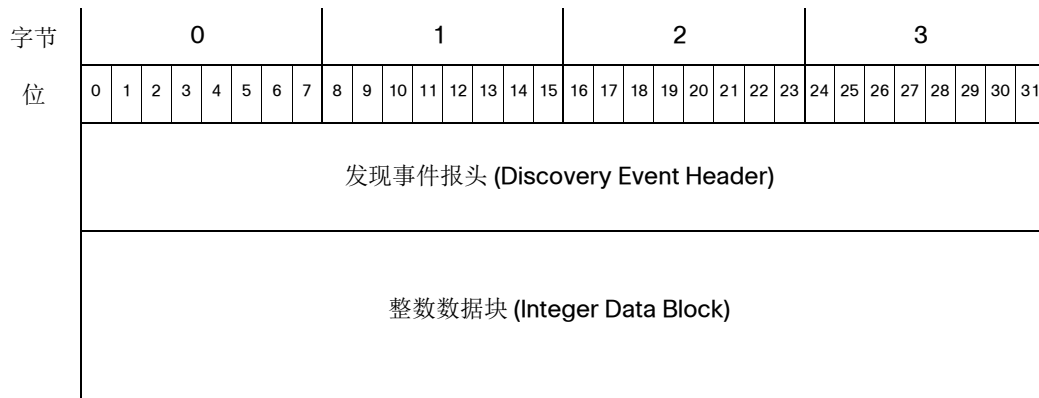 字节 0 1 2 3
位 0 1 2 3 4 5 6 7 8 9 10 11 12 13 14 15 16 17 18 19 20 21 22 23 24 25 26 27 28 29 30 31
发现事件报头 (Discovery Event Header)
整数数据块 (Integer Data Block)